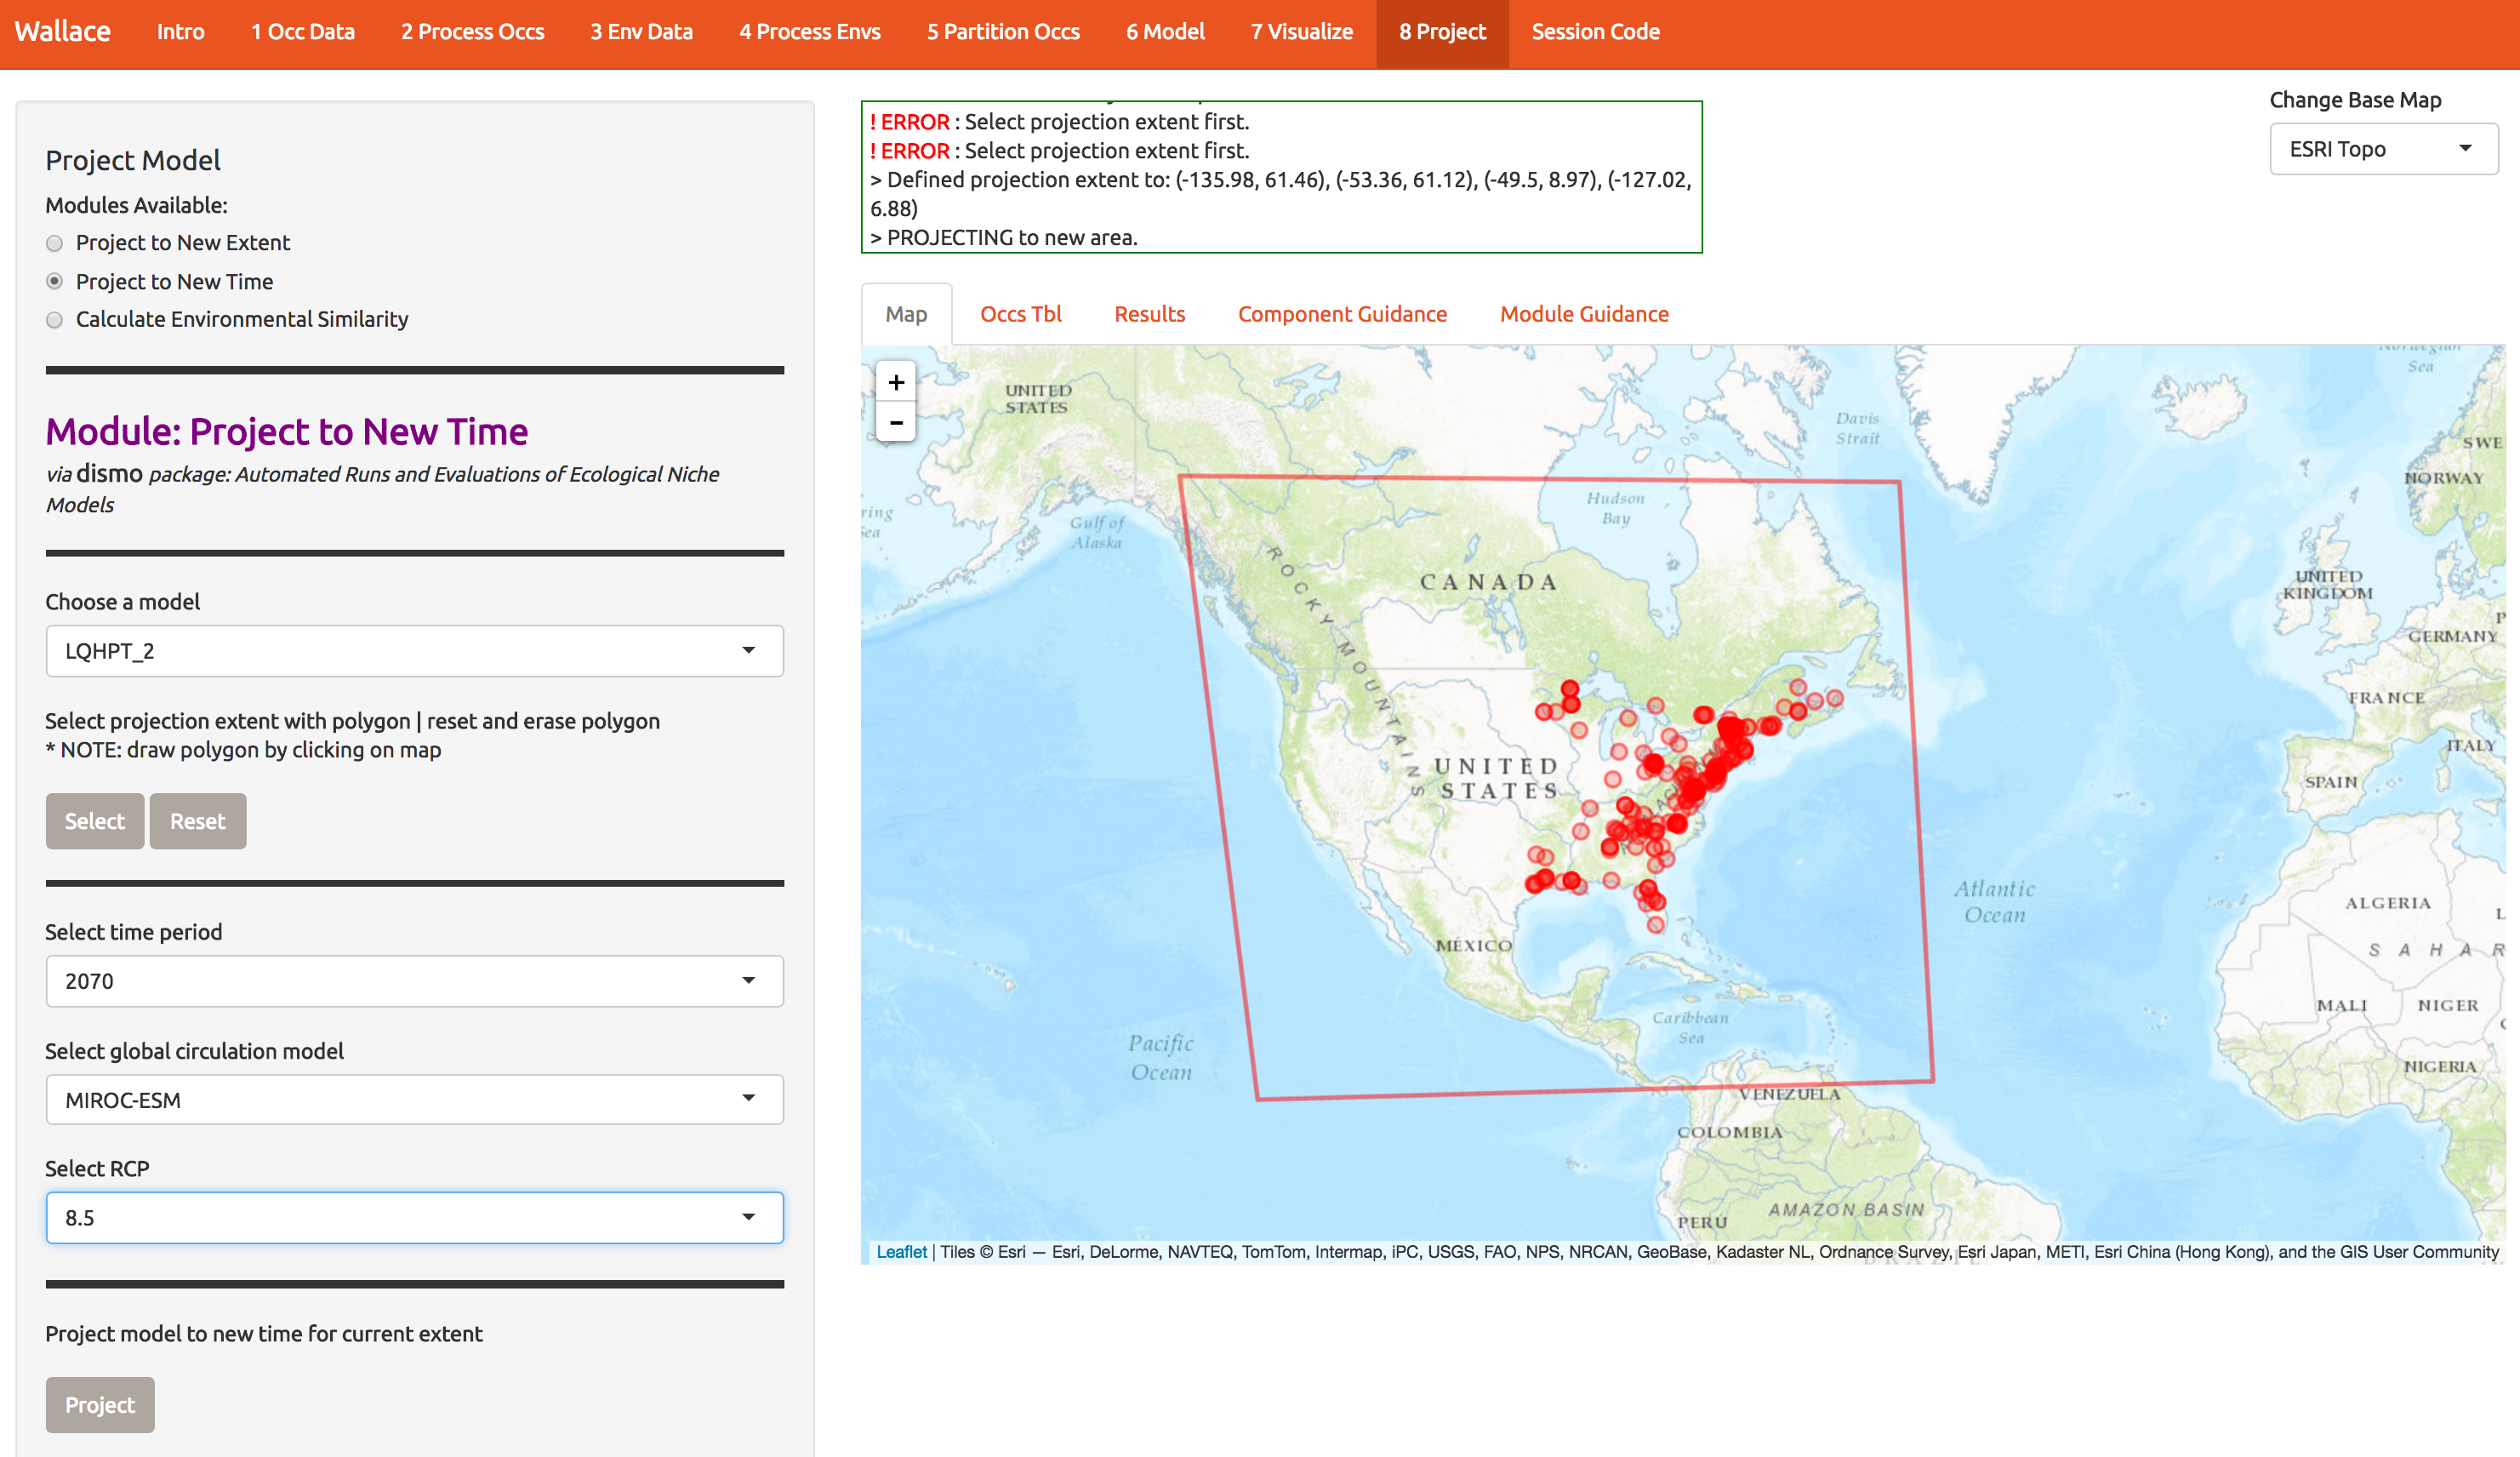 Wallace Intro 1 Occ Data 2 Process Occs 3 Env Data 4 Process Envs 5 Partition Occs 6 Model 7 Visualize 8 Project Session Code
Project Model
Modules Available:
Project to New Extent
Project to New Time
Calculate Environmental Similarity
Module: Project to New Time
via dismo package: Automated Runs and Evaluations of Ecological Niche
Models
Choose a model
LQHPT_2
Select projection extent with polygon | reset and erase polygon
* NOTE: draw polygon by clicking on map
Select Reset
Select time period
2070
Select global circulation model
MIROC-ESM
Select RCP
8.5
Project model to new time for current extent
Project
! ERROR : Select projection extent first.
! ERROR : Select projection extent first.
> Defined projection extent to: (-135.98, 61.46), (-53.36, 61.12), (-49.5, 8.97), (-127.02,
6.88)
> PROJECTING to new area.
Change Base Map
ESRI Topo
Map Occs Tbl Results Component Guidance Module Guidance
+
-
UNITED
STATES
Davis
Strait
Sea
SWE
NORWAY
Gulf of
Alaska
Hudson
Bay
ROCKY MOUNTAINS
CANADA
UNITED
KINGDOM
GERMANY
FRANCE
ITALY
SPAIN
UNITED
STATES
Atlantic
Ocean
ALGERIA
SAHAR
MÉXICO
MALI NIGER
Caribbean
Sea
Pacific
Ocean
NIGERIA
VENEZUELA
COLOMBIA
AMAZON BASIN
PERÚ
Leaflet | Tiles © Esri — Esri, DeLorme, NAVTEQ, TomTom, Intermap, iPC, USGS, FAO, NPS, NRCAN, GeoBase, Kadaster NL, Ordnance Survey, Esri Japan, METI, Esri China (Hong Kong), and the GIS User Community